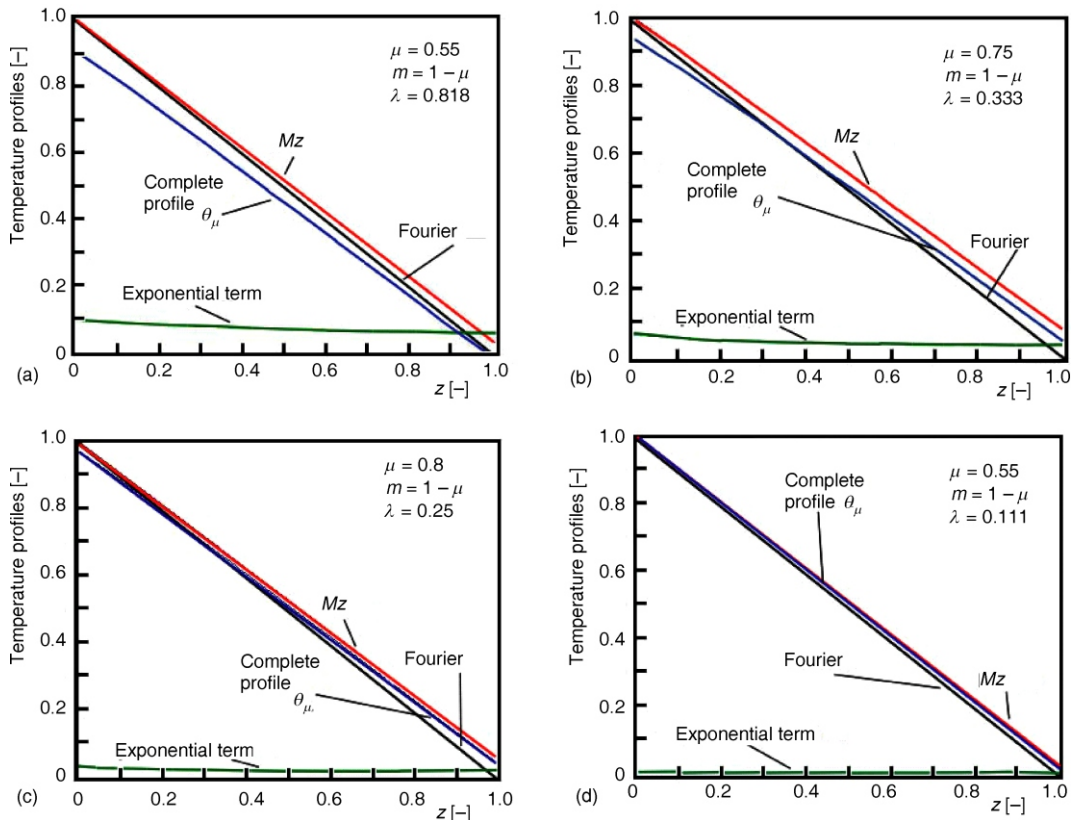 Temperature profiles [–]
1.0
0.8
0.6
0.4
0.2
0
μ = 0.55
m = 1 – μ
λ = 0.818
Mz
Complete
profile
θμ
Fourier
Exponential term
0 0.2 0.4 0.6 0.8 1.0
z [–]
(a)
Temperature profiles [–]
1.0
0.8
0.6
0.4
0.2
0
μ = 0.75
m = 1 – μ
λ = 0.333
Mz
Complete
profile
θμ
Fourier
Exponential term
0 0.2 0.4 0.6 0.8 1.0
z [–]
(b)
Temperature profiles [–]
1.0
0.8
0.6
0.4
0.2
0
μ = 0.8
m = 1 – μ
λ = 0.25
Mz
Complete
profile
θμ
Fourier
Exponential term
0 0.2 0.4 0.6 0.8 1.0
z [–]
(c)
Temperature profiles [–]
1.0
0.8
0.6
0.4
0.2
0
μ = 0.55
m = 1 – μ
λ = 0.111
Complete
profile θμ
Fourier
Mz
Exponential term
0 0.2 0.4 0.6 0.8 1.0
z [–]
(d)